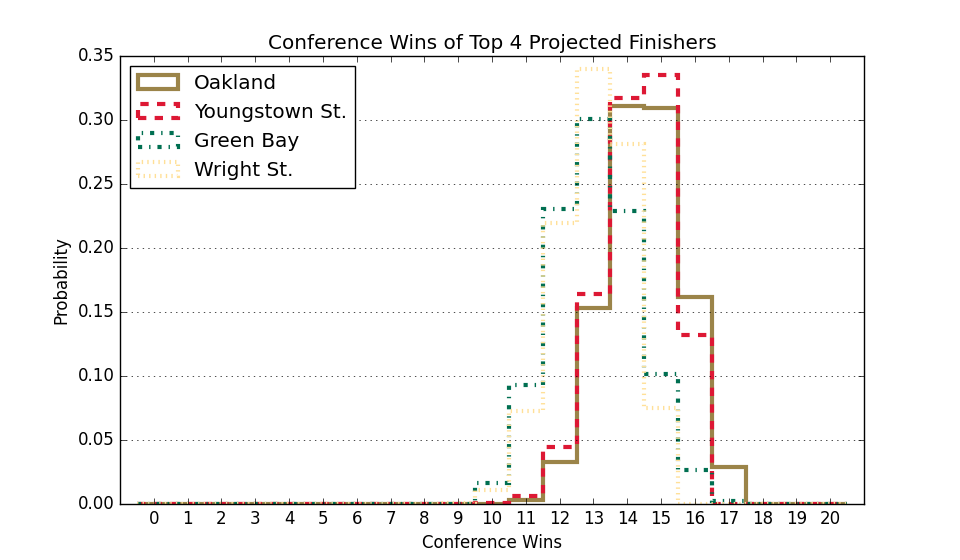 Conference Wins of Top 4 Projected Finishers
0.35
0.30
0.25
0.20
0.15
0.10
0.05
0.00
Probability
Oakland
Youngstown St.
Green Bay
Wright St.
0 1 2 3 4 5 6 7 8 9 10 11 12 13 14 15 16 17 18 19 20
Conference Wins